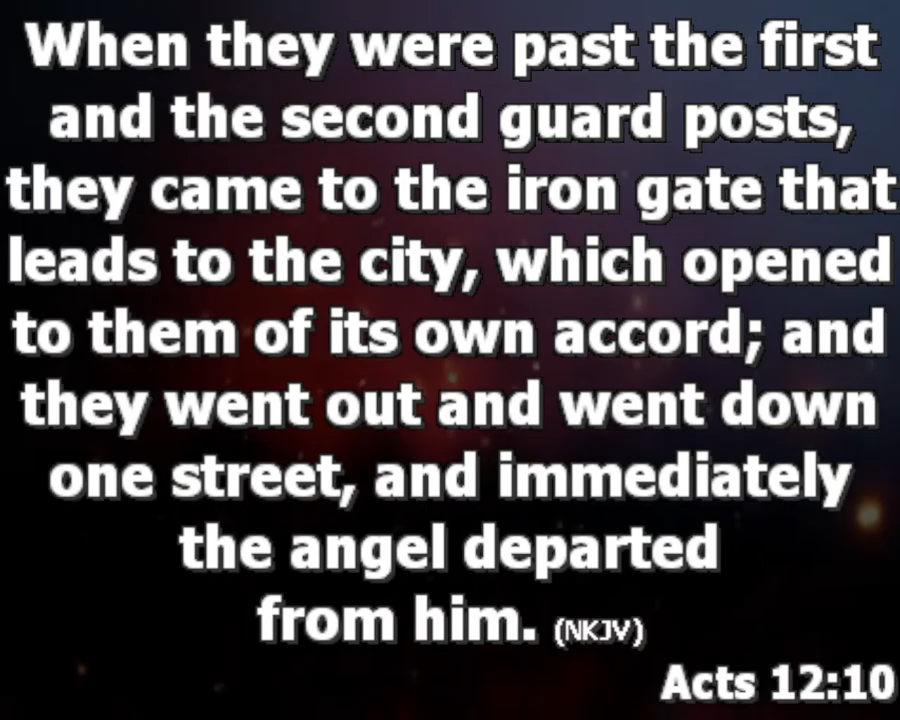 When they were past the first
and the second guard posts,
they came to the iron gate that
leads to the city, which opened
to them of its own accord; and
they went out and went down
one street, and immediately
the angel departed
from him. (NKJV)
Acts 12:10